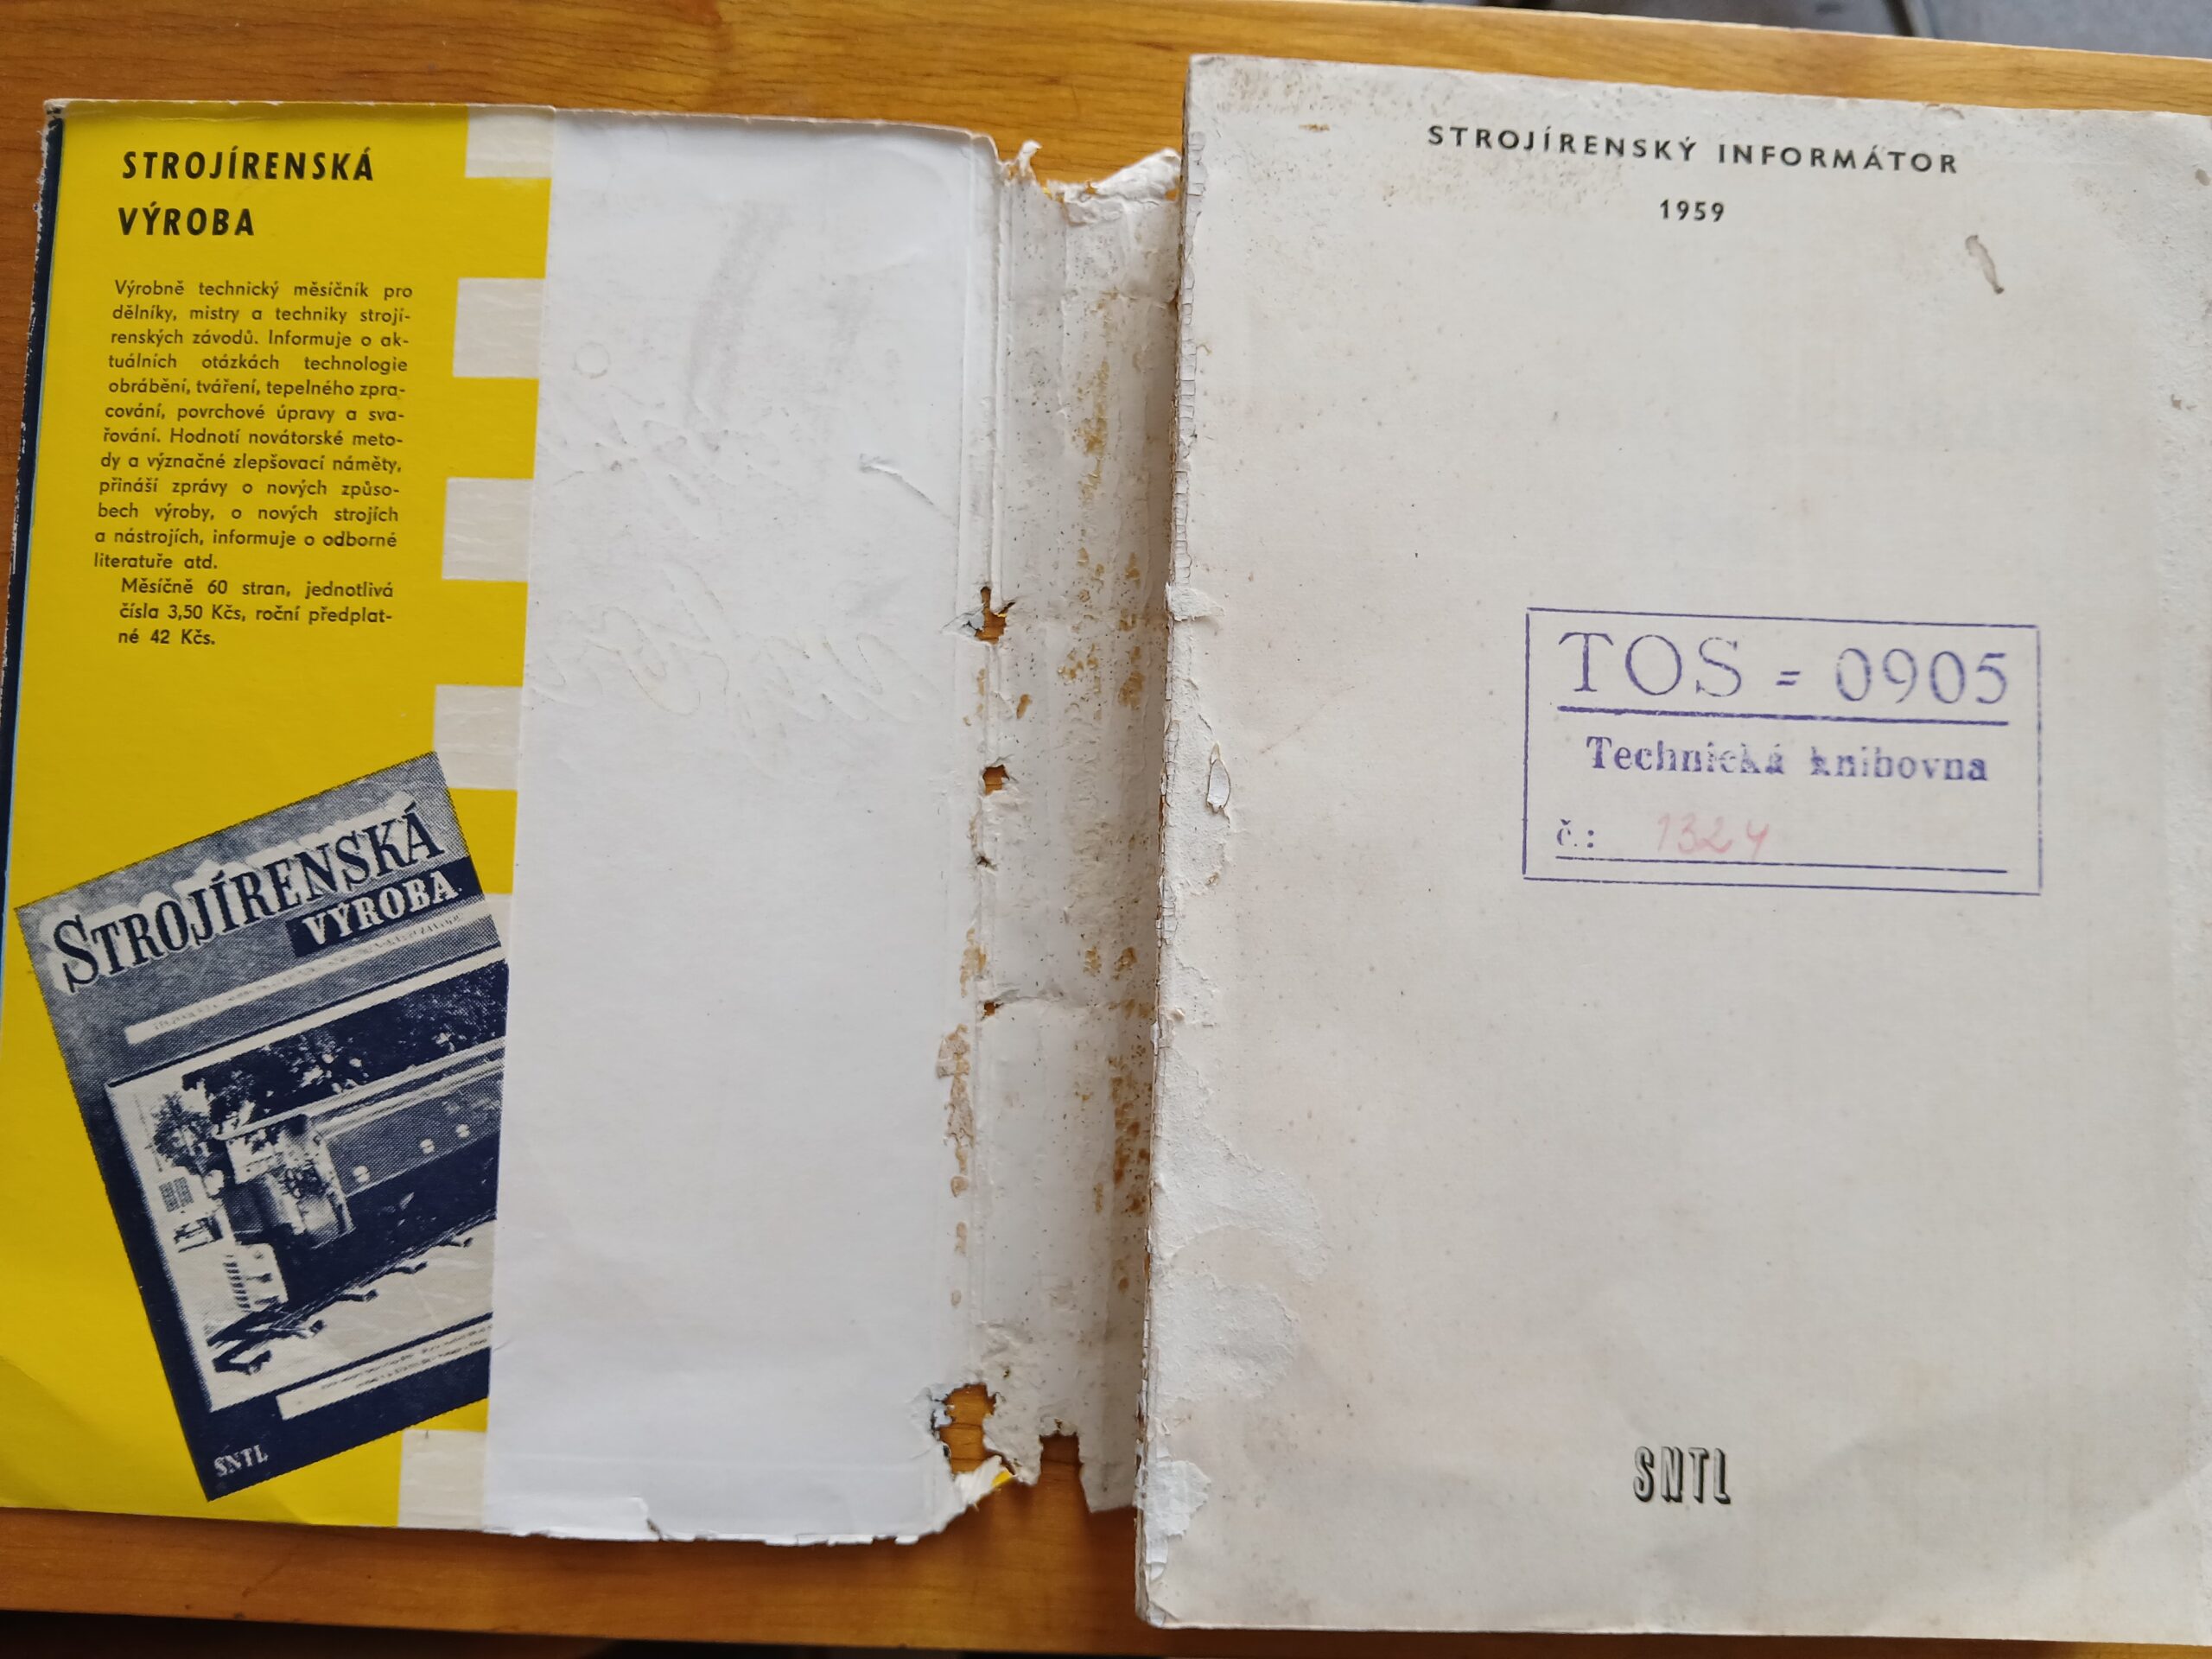 STROJÍRENSKÁ
VÝROBA
Výrobně technický měsíčník pro
dělníky, mistry a techniky strojí-
renských závodů. Informuje o ak-
tuálních otázkách technologie
obrábění, tváření, tepelného zpra-
cování, povrchové úpravy a sva-
řování. Hodnotí novátorské meto-
dy a význačné zlepšovací náměty,
přináší zprávy o nových způso-
bech výroby, o nových strojích
a nástrojích, informuje o odborné
literatuře atd.
Měsíčně 60 stran, jednotlivá
čísla 3,50 Kčs, roční předplat-
né 42 Kčs.
STROJÍRENSKÁ
VÝROBA
SNTL
STROJÍRENSKÝ INFORMÁTOR
1959
TOS = 0905
Technická knihovna
č.: 1324
SNTL